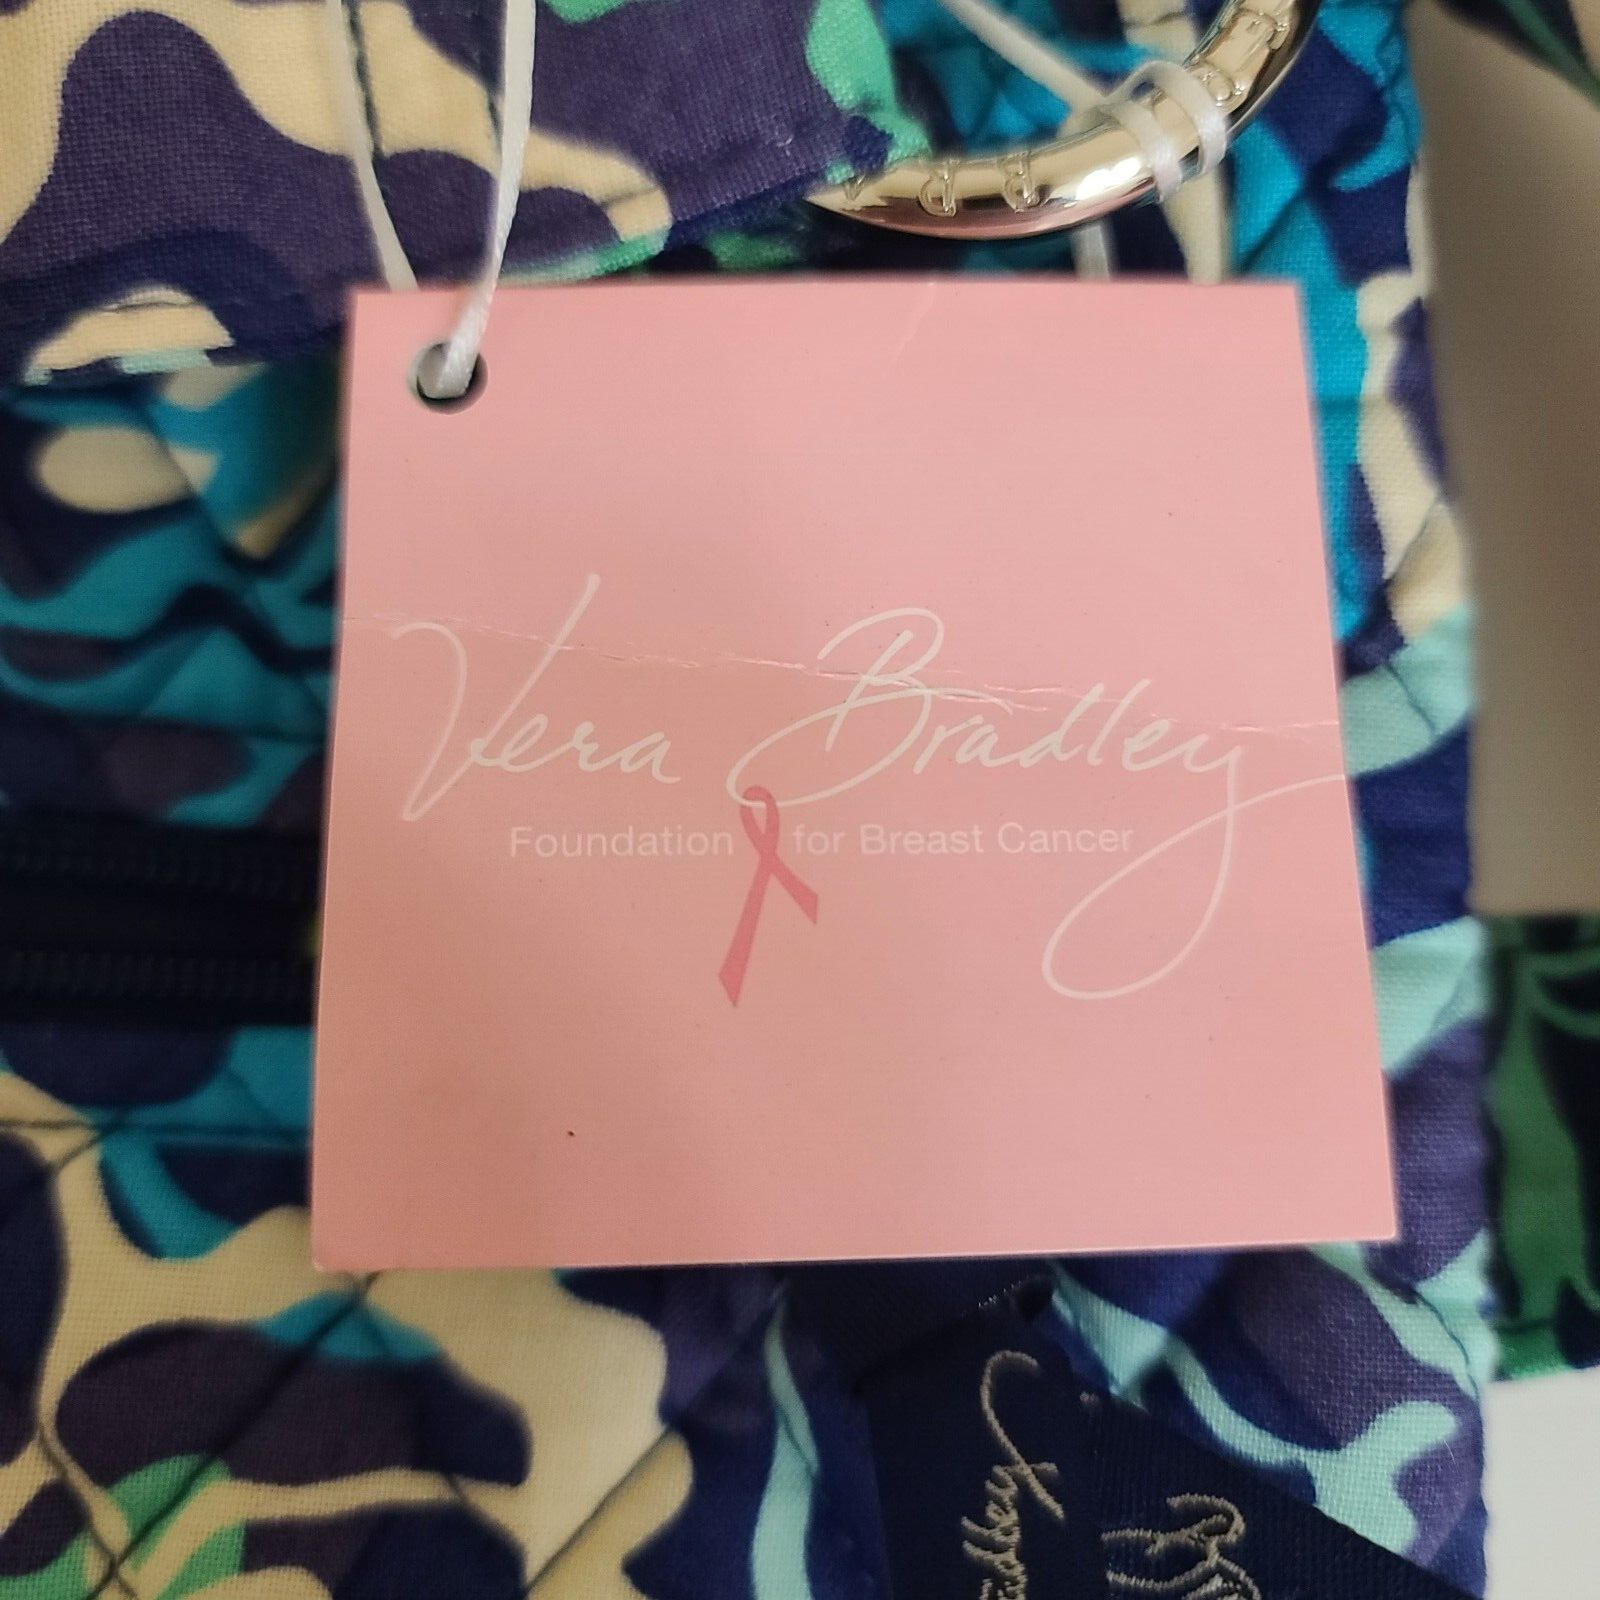 Vera Bradley
Foundation for Breast Cancer